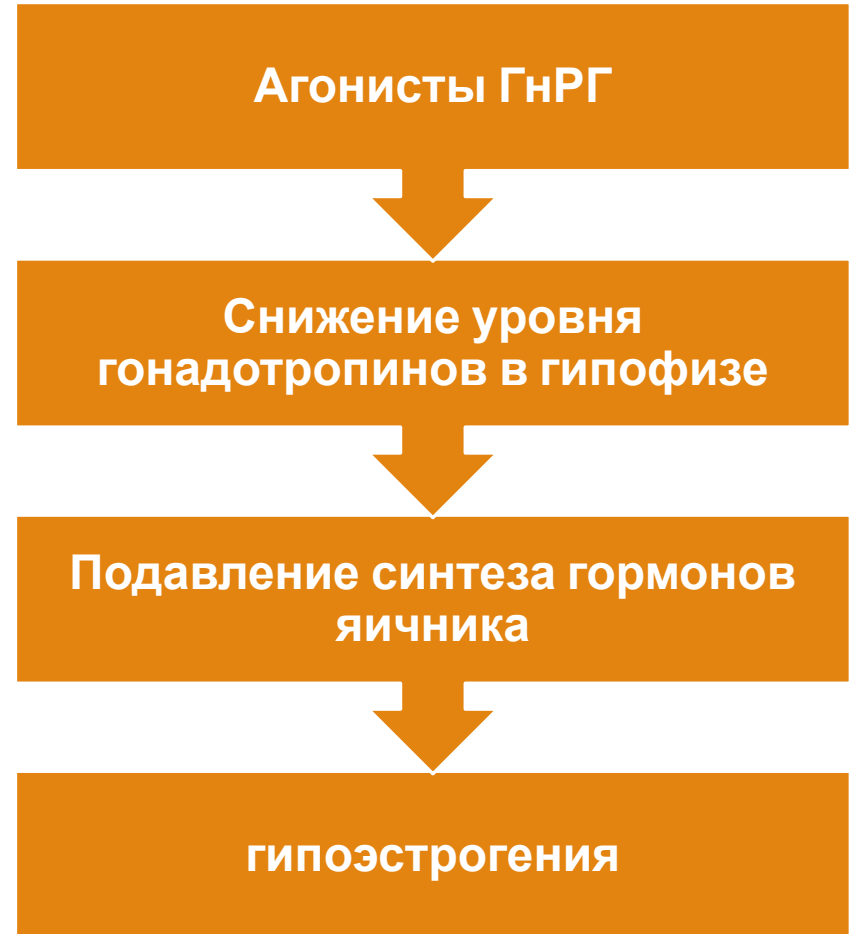 Агонисты ГнРГ
Снижение уровня
гонадотропинов в гипофизе
Подавление синтеза гормонов
яичника
гипоэстрогения